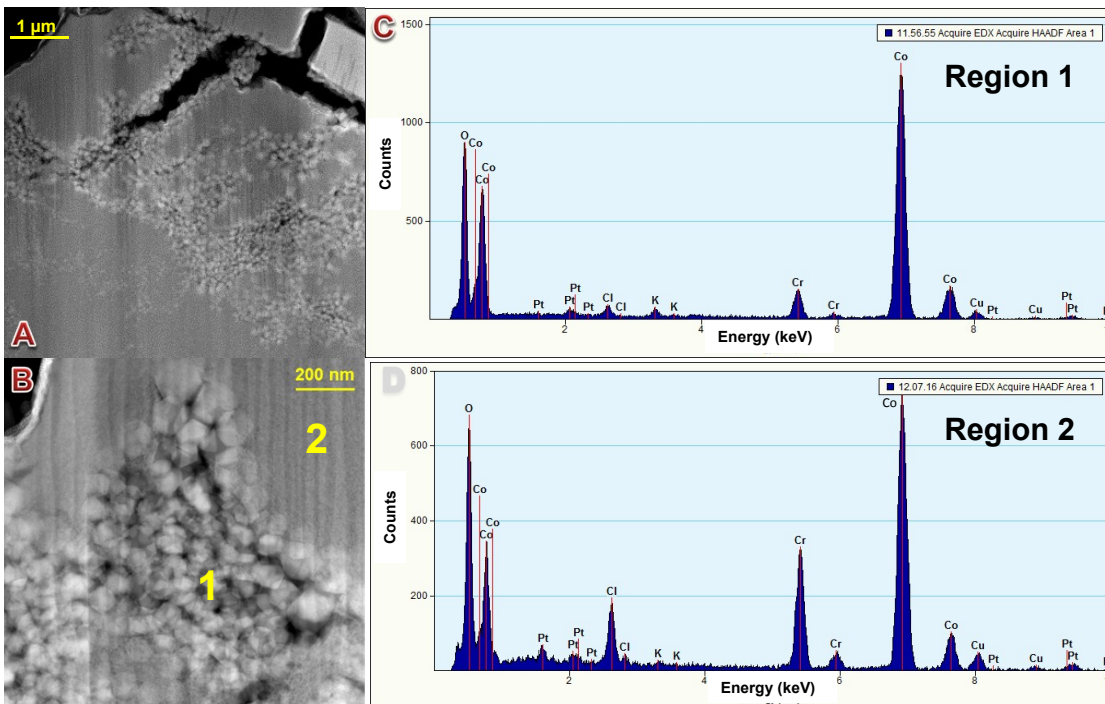 1 µm
A
B
200 nm
2
1
C
11.56.55 Acquire EDX Acquire HAADF Area 1
Region 1
1500
1000
500
Counts
O
Co
Co
Co
Pt
Pt
Pt
Pt
Cl
Cl
K
K
Cr
Cr
Co
Co
Cu
Pt
Cu
Pt
Pt
2
4
6
8
Energy (keV)
D
12.07.16 Acquire EDX Acquire HAADF Area 1
Region 2
800
600
400
200
Counts
O
Co
Co
Co
Pt
Pt
Pt
Pt
Cl
Cl
K
K
Cr
Cr
Co
Co
Cu
Pt
Cu
Pt
Pt
2
4
6
8
Energy (keV)